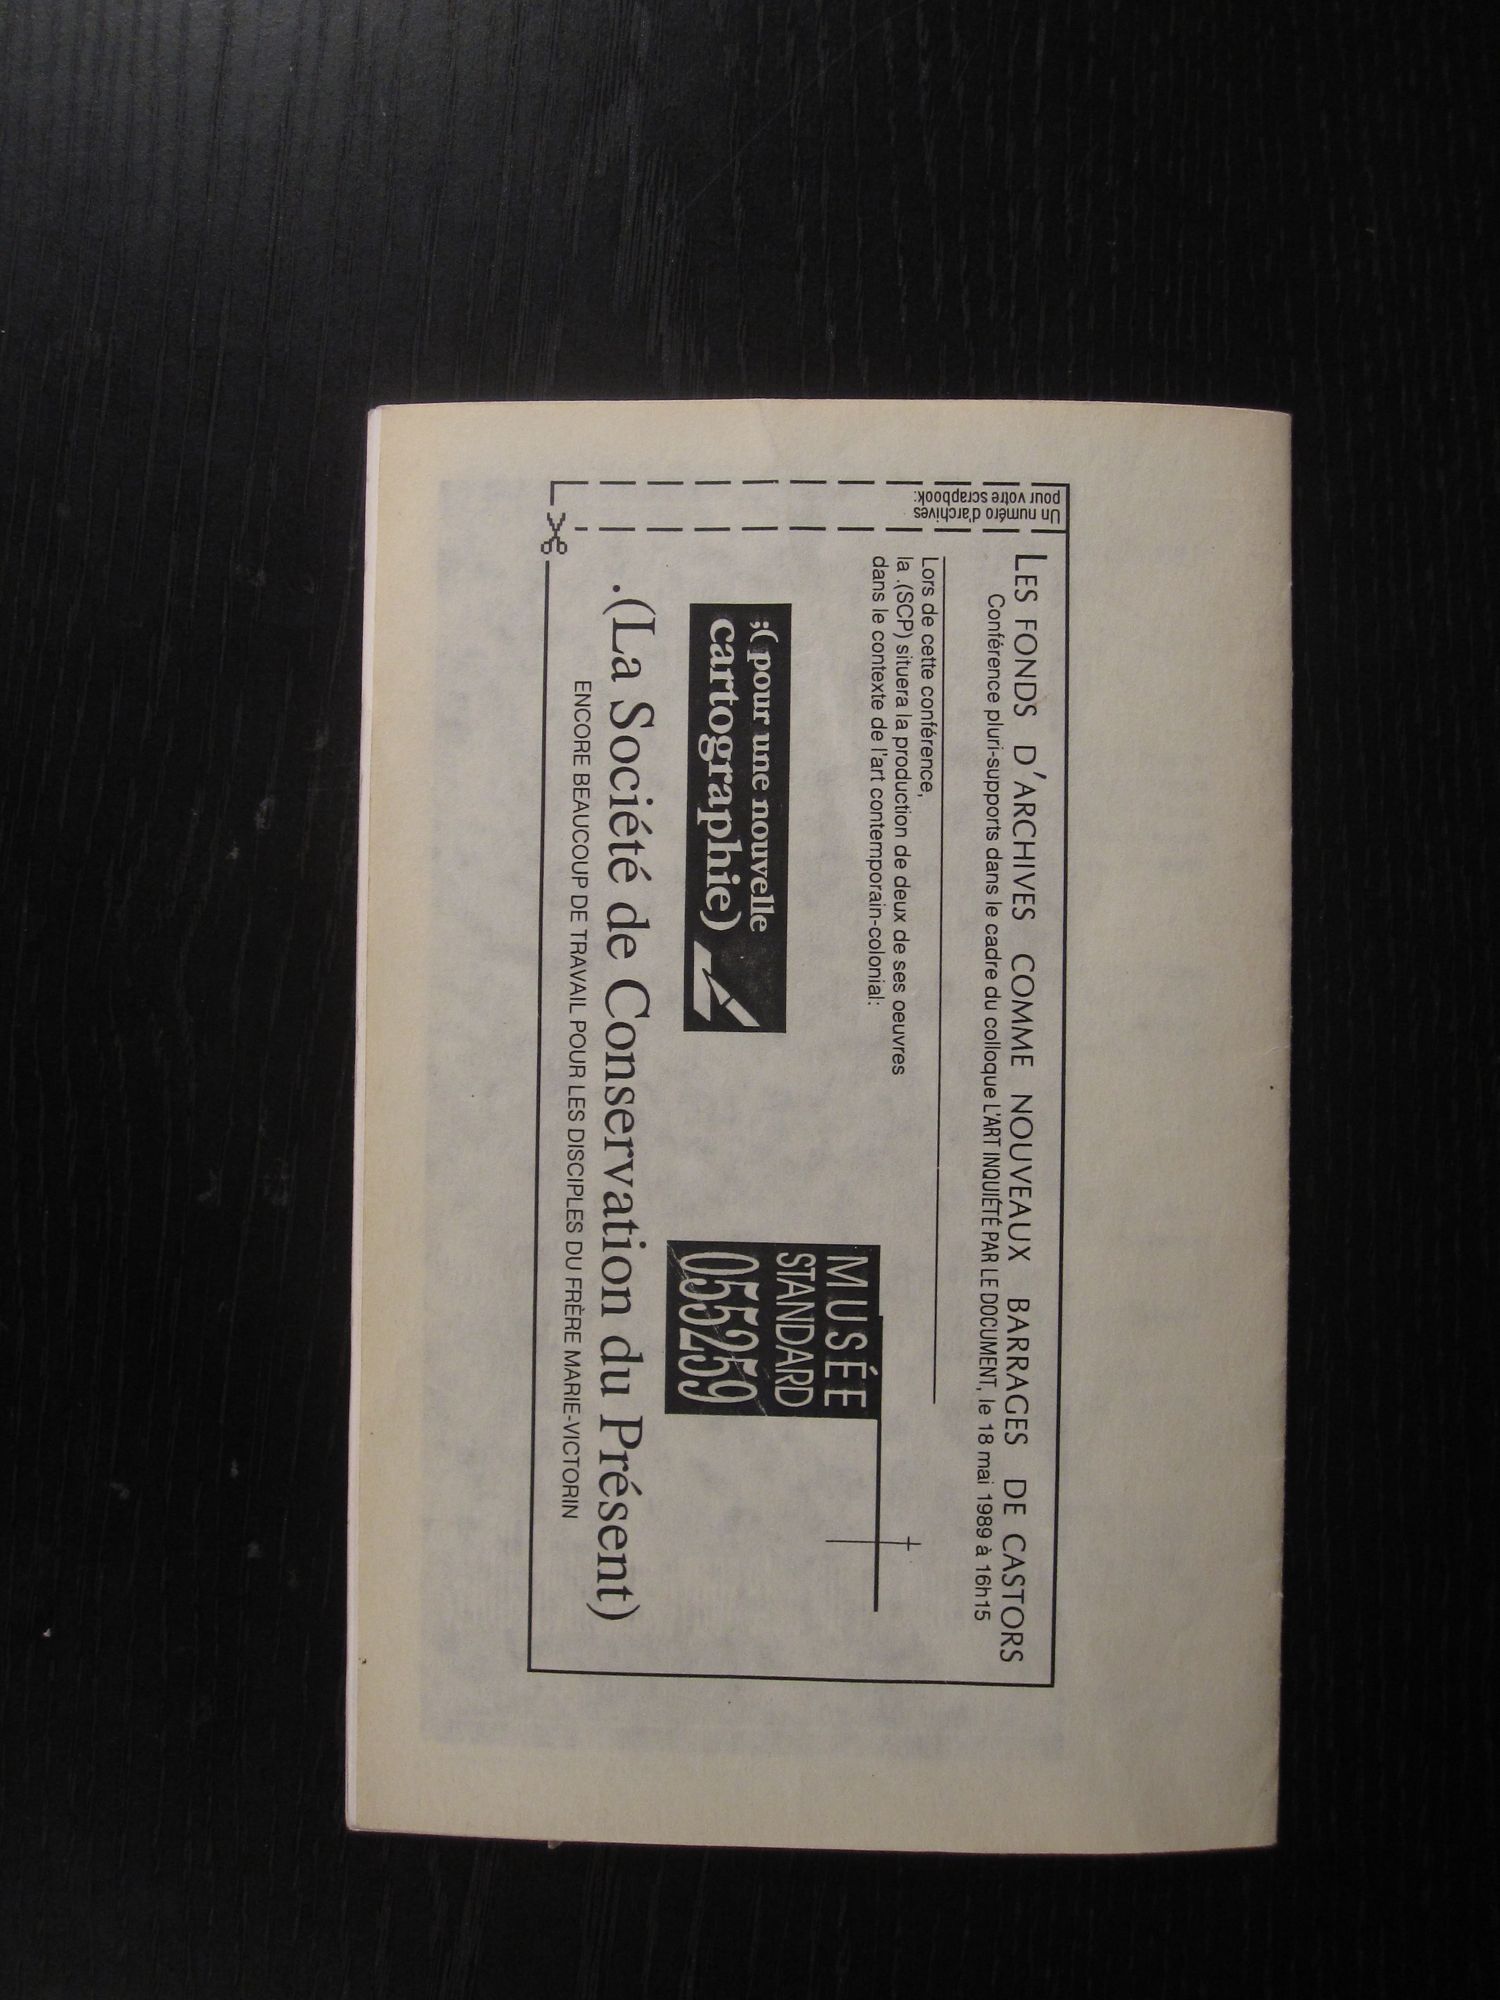 Un numéro d'archives
pour votre scrapbook:
LES FONDS D'ARCHIVES COMME NOUVEAUX BARRAGES DE CASTORS
Conférence pluri-supports dans le cadre du colloque L'ART INQUIÉTÉ PAR LE DOCUMENT, le 18 mai 1989 à 16h15
Lors de cette conférence,
la .(SCP) situera la production de deux de ses oeuvres
dans le contexte de l'art contemporain-colonial:
;( pour une nouvelle
cartographie)
MUSÉE
STANDARD
055259
.(La Société de Conservation du Présent)
ENCORE BEAUCOUP DE TRAVAIL POUR LES DISCIPLES DU FRÈRE MARIE-VICTORIN